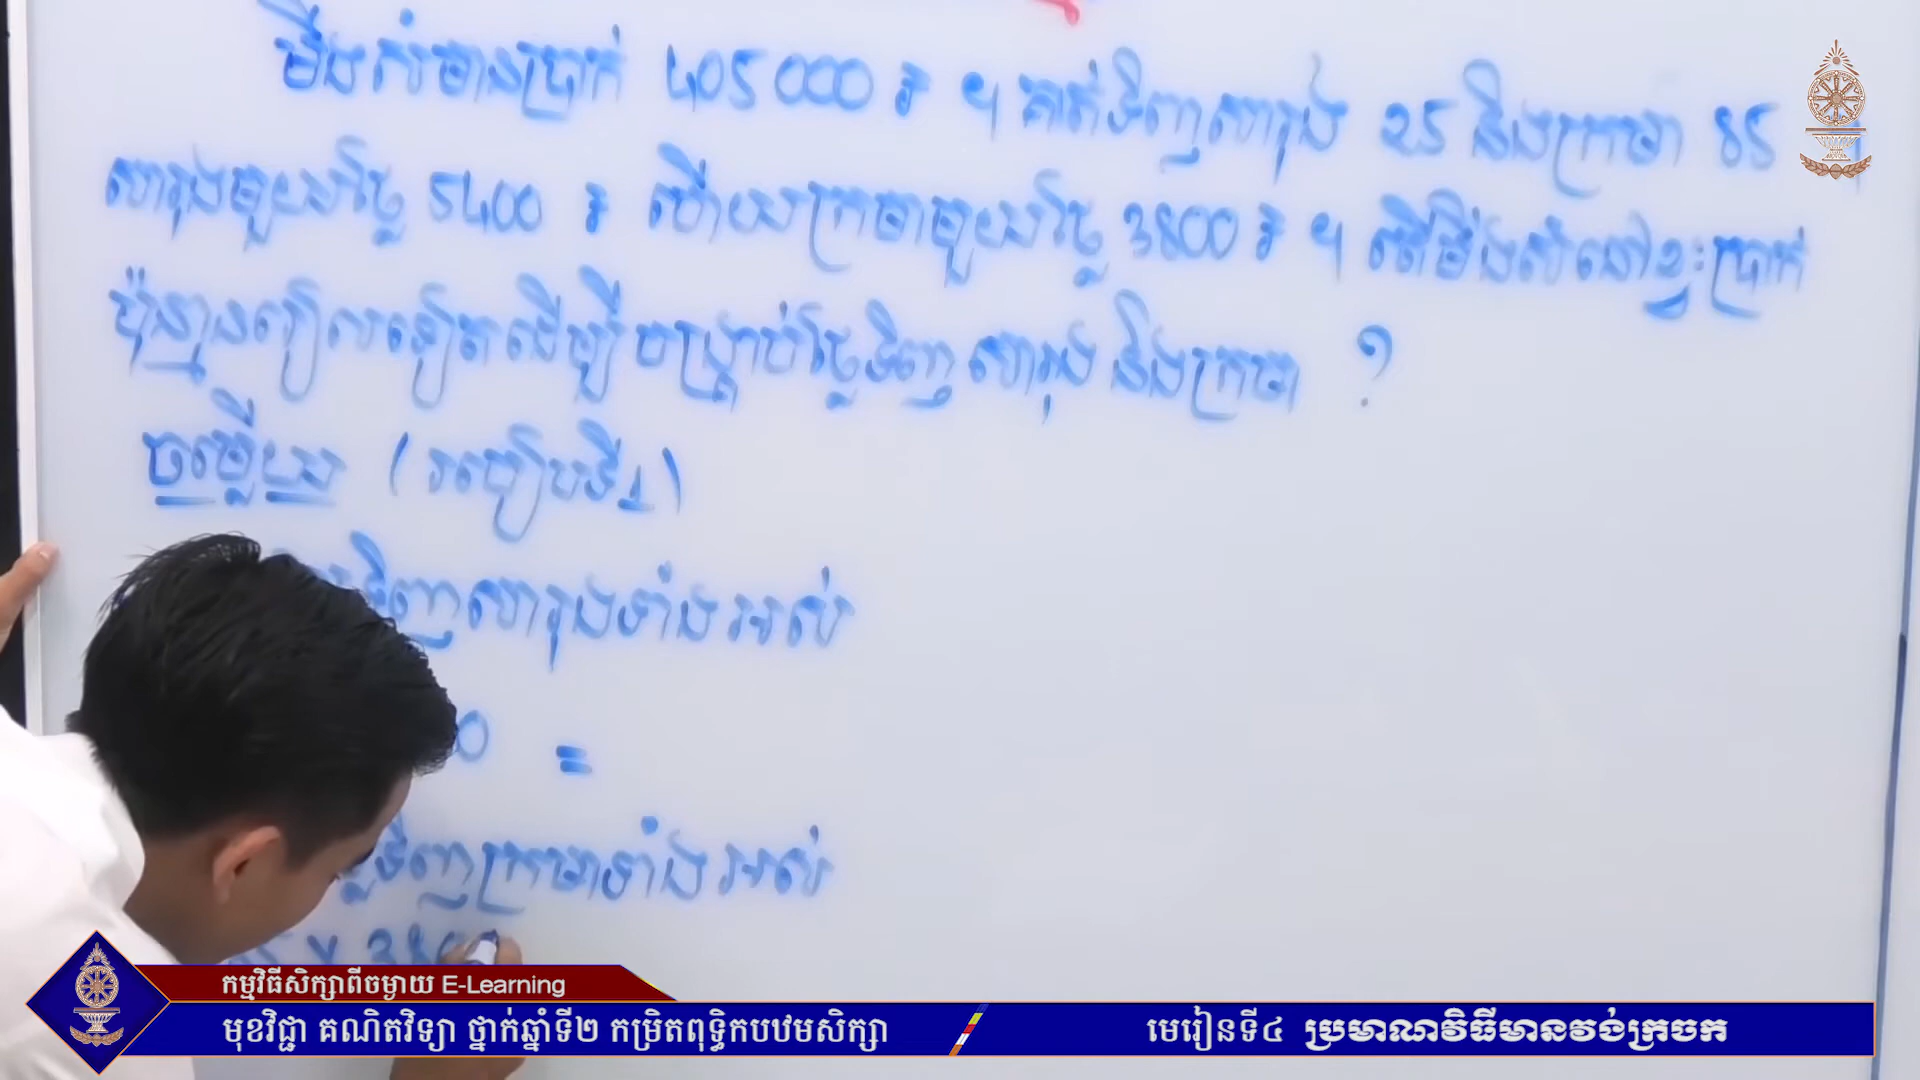 មីងសំមានប្រាក់ 405 000 ៛ ។ គាត់ទិញសារុង 25 និងក្រមា 85
សារុងមួយថ្លៃ 5400 ៛ ហើយក្រមាមួយថ្លៃ 3800 ៛ ។ តើមីងសំនៅខ្វះប្រាក់
ប៉ុន្មានរៀលទៀតដើម្បីបង្គ្រប់ថ្លៃទិញសារុង និងក្រមា ?
ចម្លើយ (របៀបទី1)
ទិញសារុងទាំងអស់
0 =
ទិញក្រមាទាំងអស់
កម្មវិធីសិក្សាពីចម្ងាយ E-Learning
មុខវិជ្ជា គណិតវិទ្យា ថ្នាក់ឆ្នាំទី២ កម្រិតពុទ្ធិកបឋមសិក្សា
មេរៀនទី៤ ប្រមាណវិធីមានវង់ក្រចក